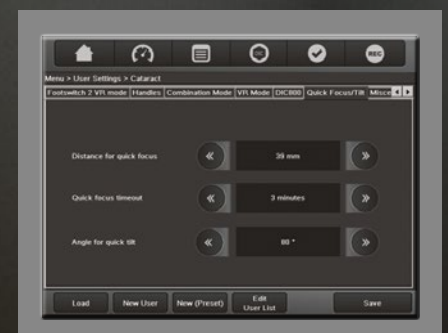 REC
Menu > User Settings > Cataract
Footswitch 2 VR mode Handles Combination Mode VR Mode DIC800 Quick Focus/Tilt Misce
Distance for quick focus 39 mm
Quick focus timeout 3 minutes
Angle for quick tilt 80 °
Load New User New (Preset) Edit User List Save